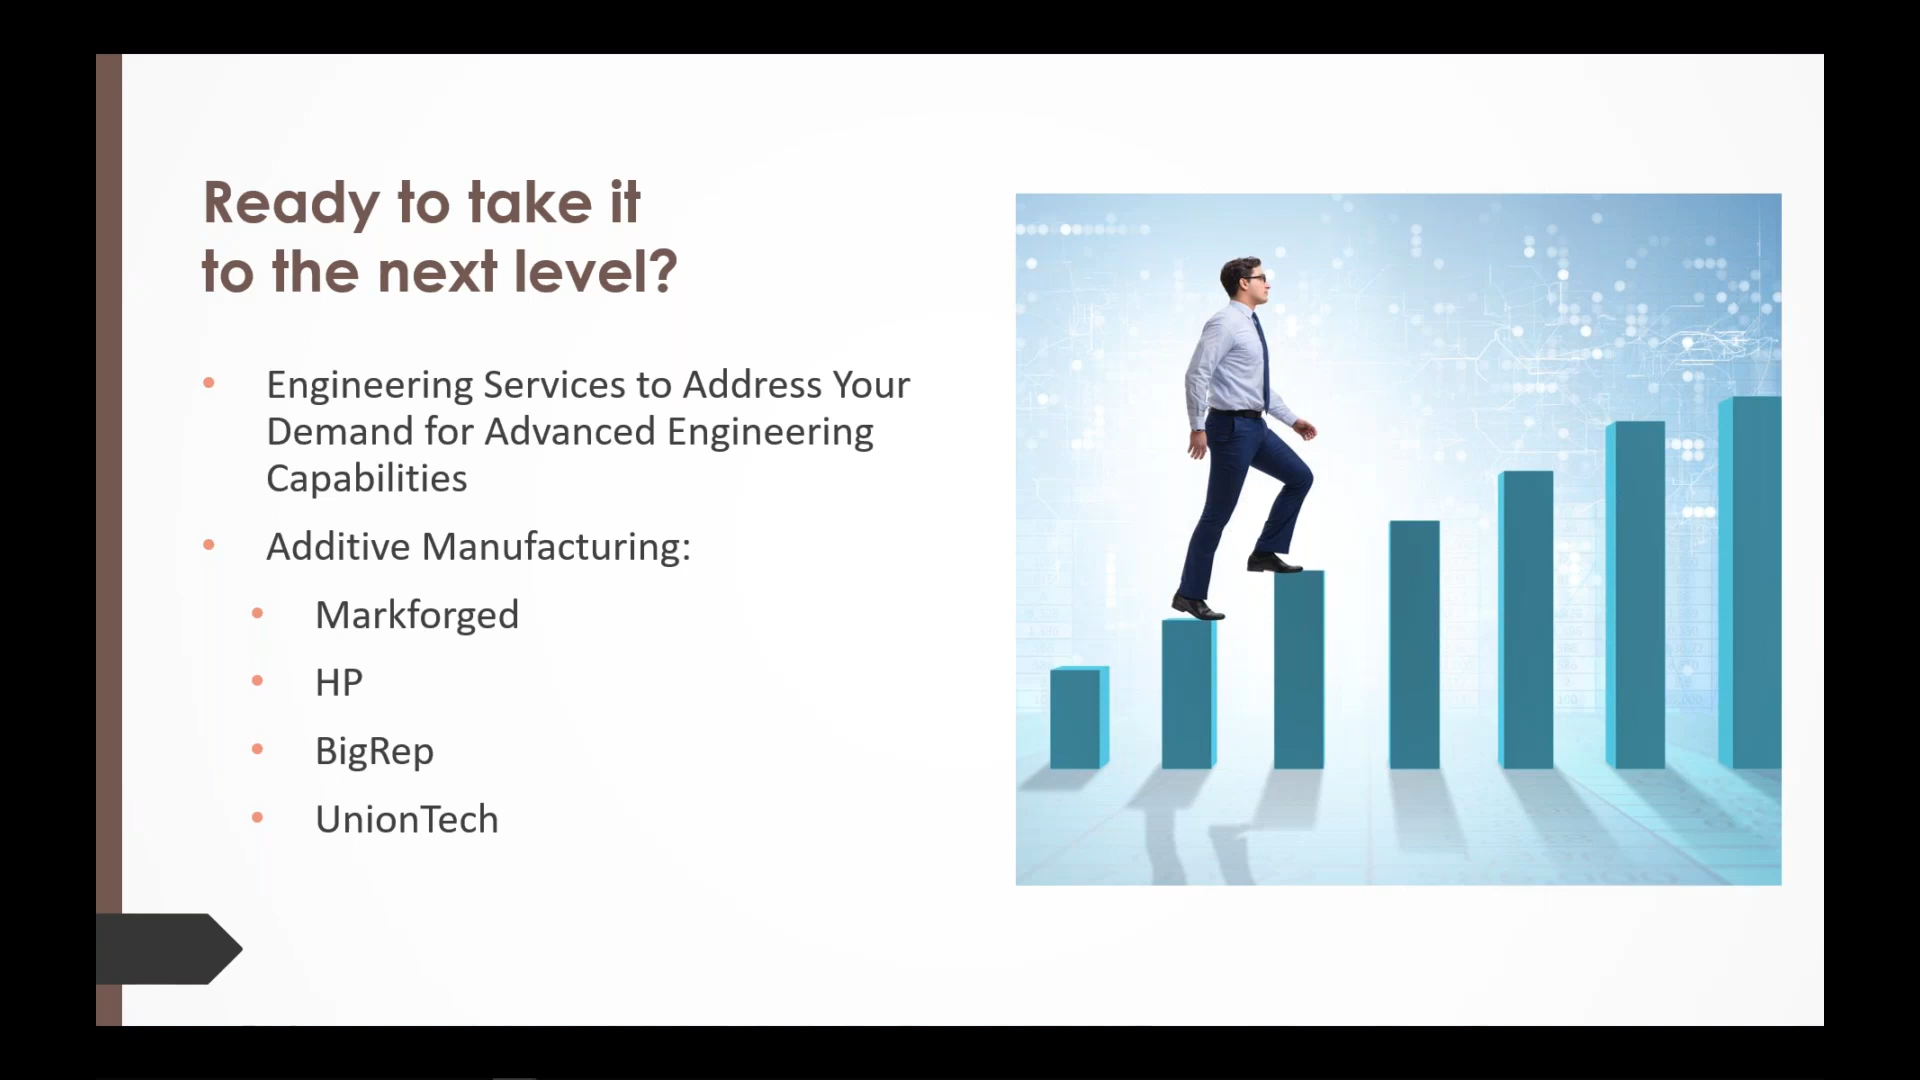 Ready to take it
to the next level?
• Engineering Services to Address Your
Demand for Advanced Engineering
Capabilities
• Additive Manufacturing:
• Markforged
• HP
• BigRep
• UnionTech